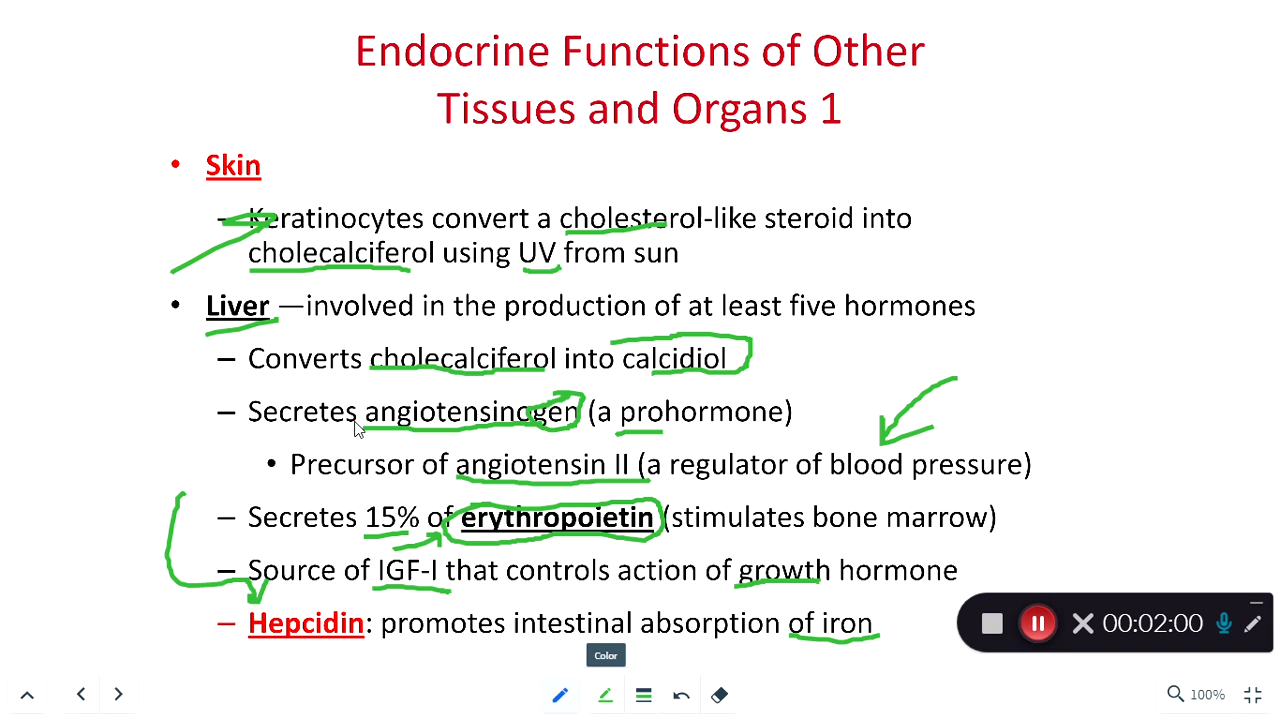 Endocrine Functions of Other
Tissues and Organs 1
• Skin
– Keratinocytes convert a cholesterol-like steroid into
cholecalciferol using UV from sun
• Liver —involved in the production of at least five hormones
– Converts cholecalciferol into calcidiol
– Secretes angiotensinogen (a prohormone)
• Precursor of angiotensin II (a regulator of blood pressure)
– Secretes 15% of erythropoietin (stimulates bone marrow)
– Source of IGF-I that controls action of growth hormone
– Hepcidin: promotes intestinal absorption of iron
00:02:00
Color
100%